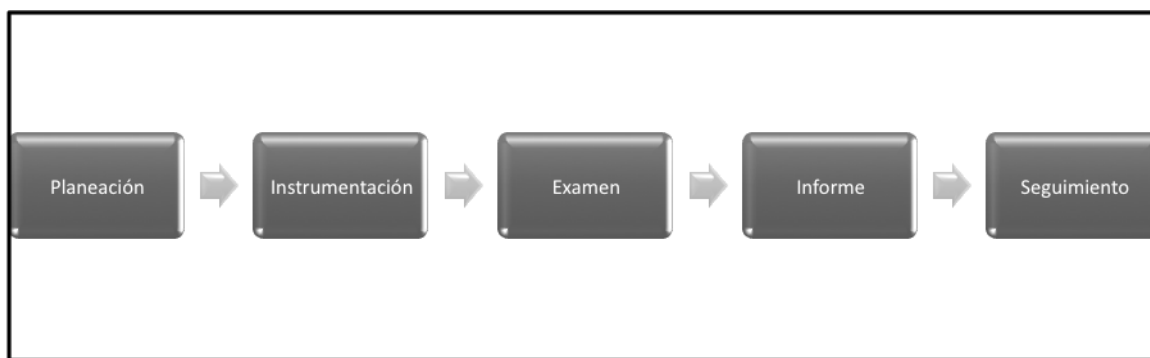 Planeación
Instrumentación
Examen
Informe
Seguimiento